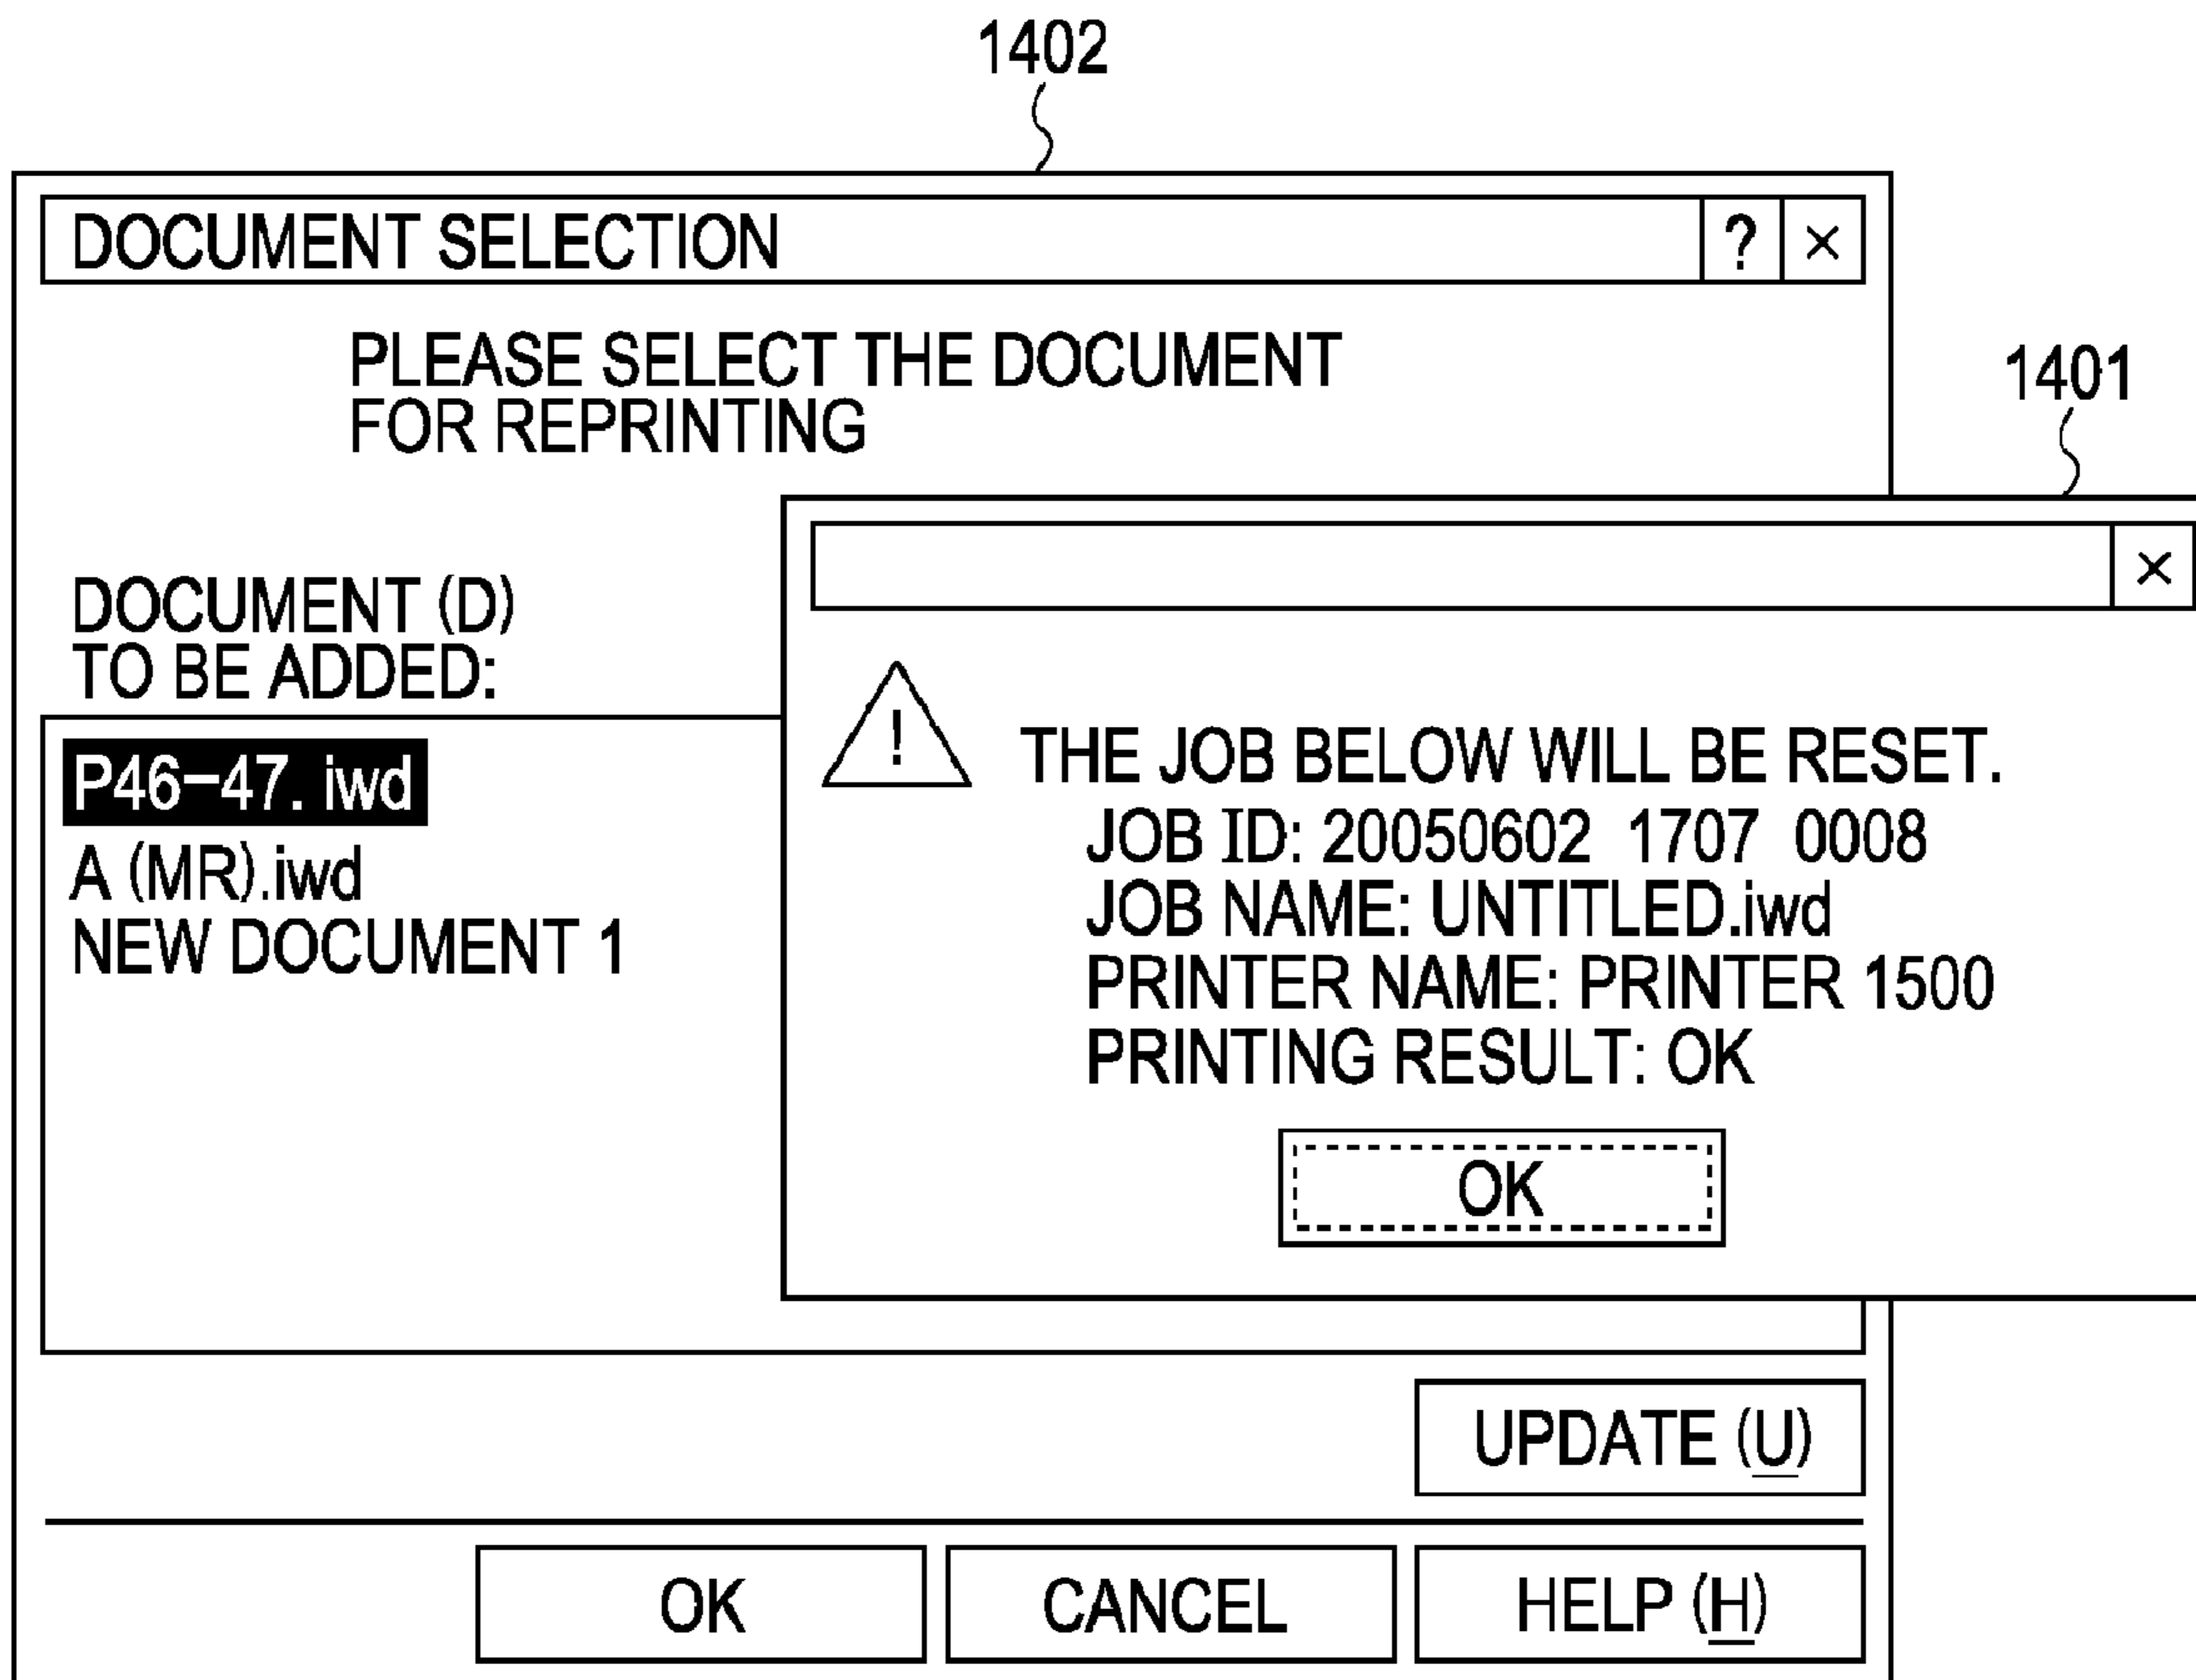 1402
DOCUMENT SELECTION ? ×
PLEASE SELECT THE DOCUMENT
FOR REPRINTING
1401
×
DOCUMENT (D)
TO BE ADDED:
P46-47. iwd
A (MR).iwd
NEW DOCUMENT 1
!
THE JOB BELOW WILL BE RESET.
JOB ID: 20050602 1707 0008
JOB NAME: UNTITLED.iwd
PRINTER NAME: PRINTER 1500
PRINTING RESULT: OK
OK
UPDATE (U)
OK CANCEL HELP (H)